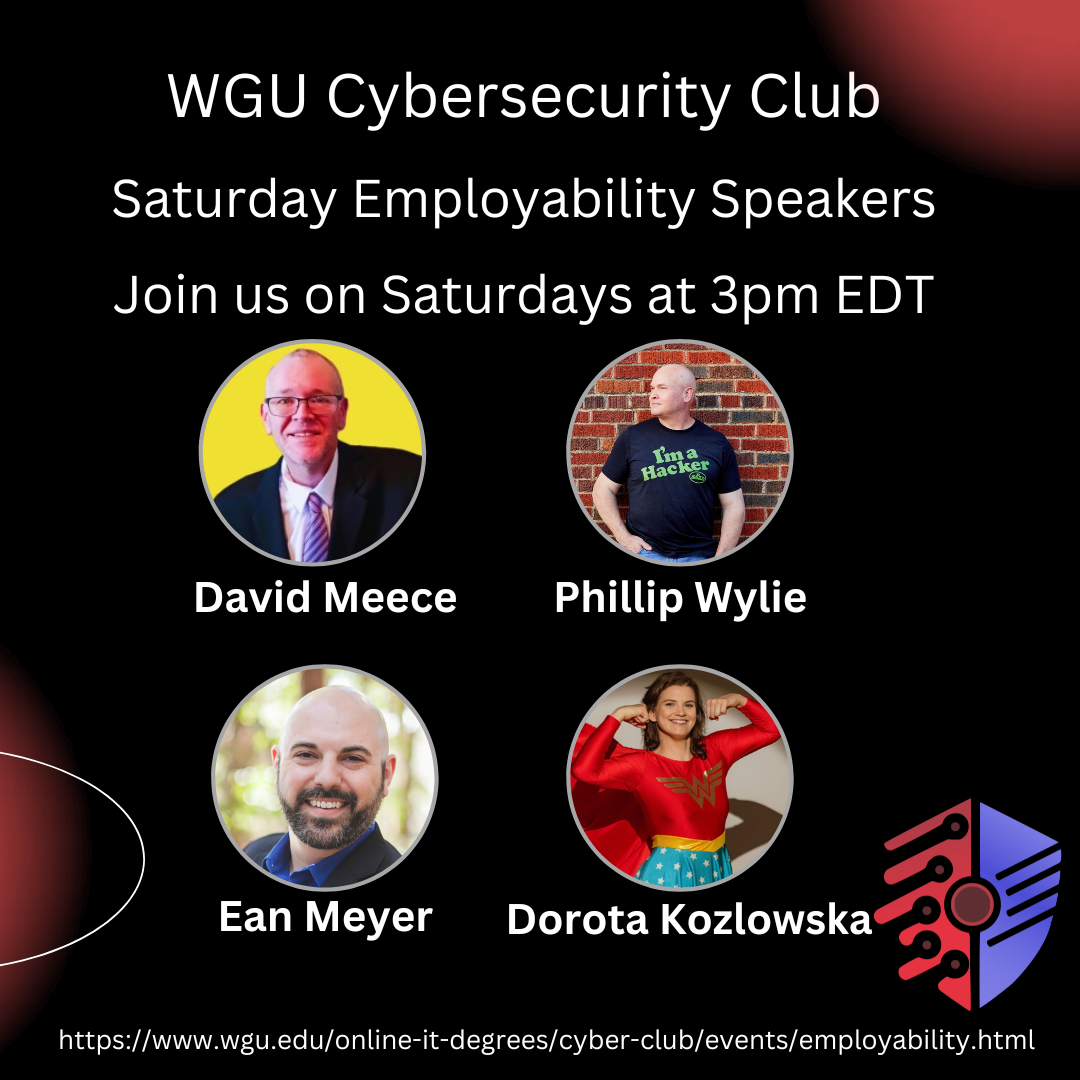 WGU Cybersecurity Club
Saturday Employability Speakers
Join us on Saturdays at 3pm EDT
I'm a
Hacker
David Meece
Phillip Wylie
Ean Meyer
Dorota Kozlowska
https://www.wgu.edu/online-it-degrees/cyber-club/events/employability.html